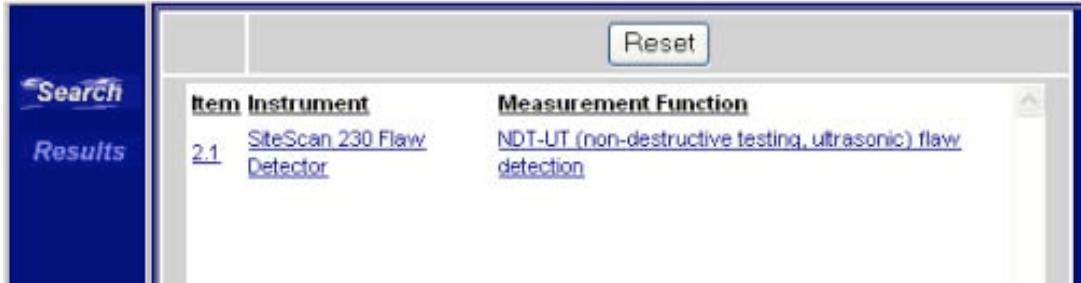 Reset
Search
Results
Item Instrument Measurement Function
2.1 SiteScan 230 Flaw Detector NDT-UT (non-destructive testing, ultrasonic) flaw detection